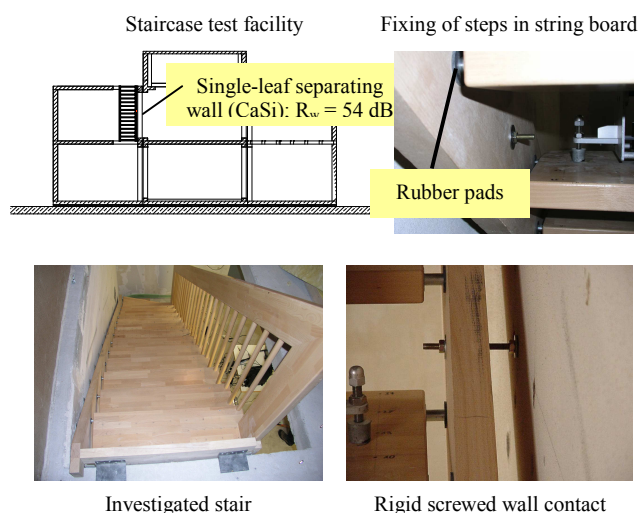 Staircase test facility
Fixing of steps in string board
Single-leaf separating
wall (CaSi): Rw = 54 dB
Rubber pads
Investigated stair
Rigid screwed wall contact